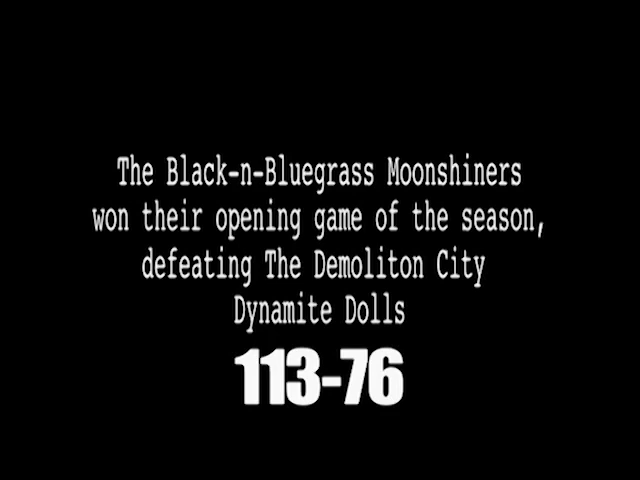 The Black-n-Bluegrass Moonshiners
won their opening game of the season,
defeating The Demoliton City
Dynamite Dolls
113-76